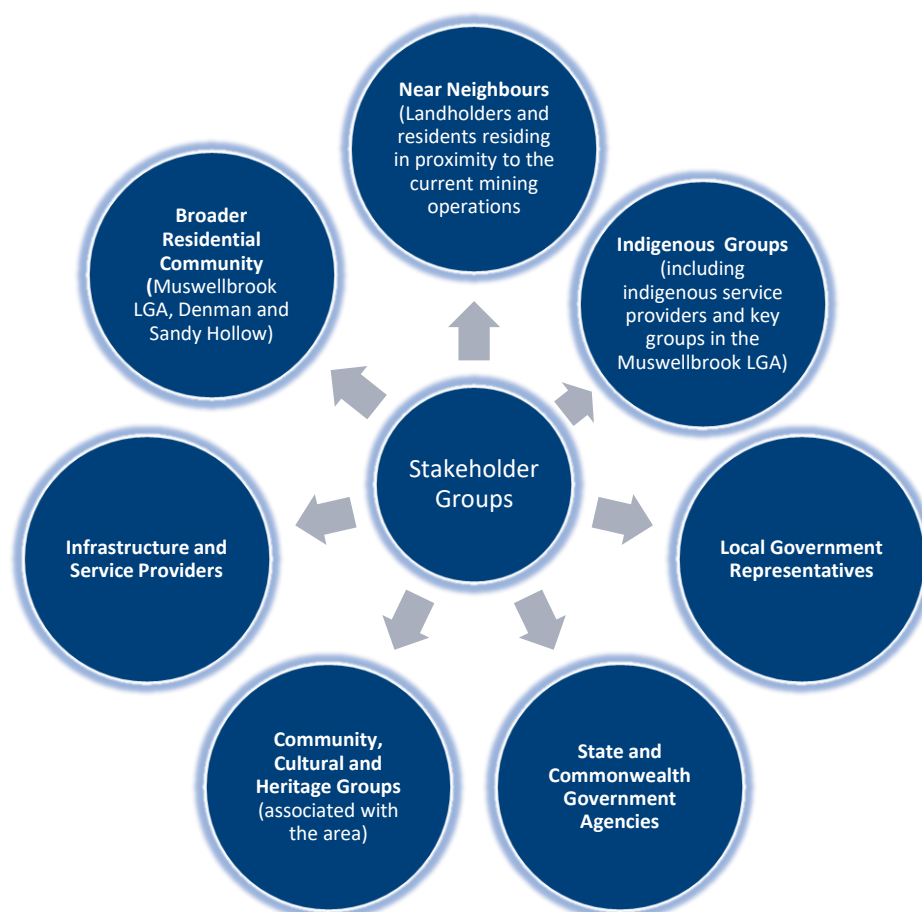 Near Neighbours
(Landholders and
residents residing
in proximity to the
current mining
operations
Indigenous Groups
(including
indigenous service
providers and key
groups in the
Muswellbrook LGA)
Local Government
Representatives
State and
Commonwealth
Government
Agencies
Community,
Cultural and
Heritage Groups
(associated with
the area)
Infrastructure and
Service Providers
Broader
Residential
Community
(Muswellbrook
LGA, Denman and
Sandy Hollow)
Stakeholder
Groups